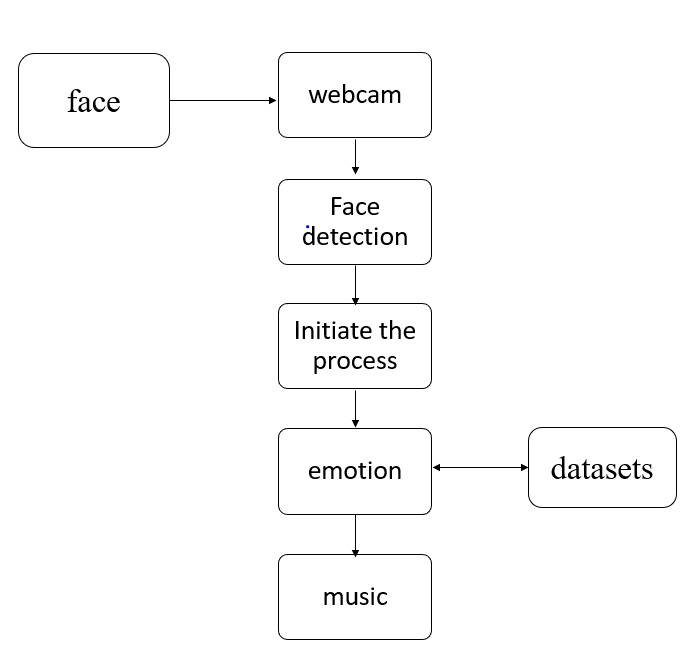 face
webcam
Face
detection
Initiate the
process
emotion
datasets
music